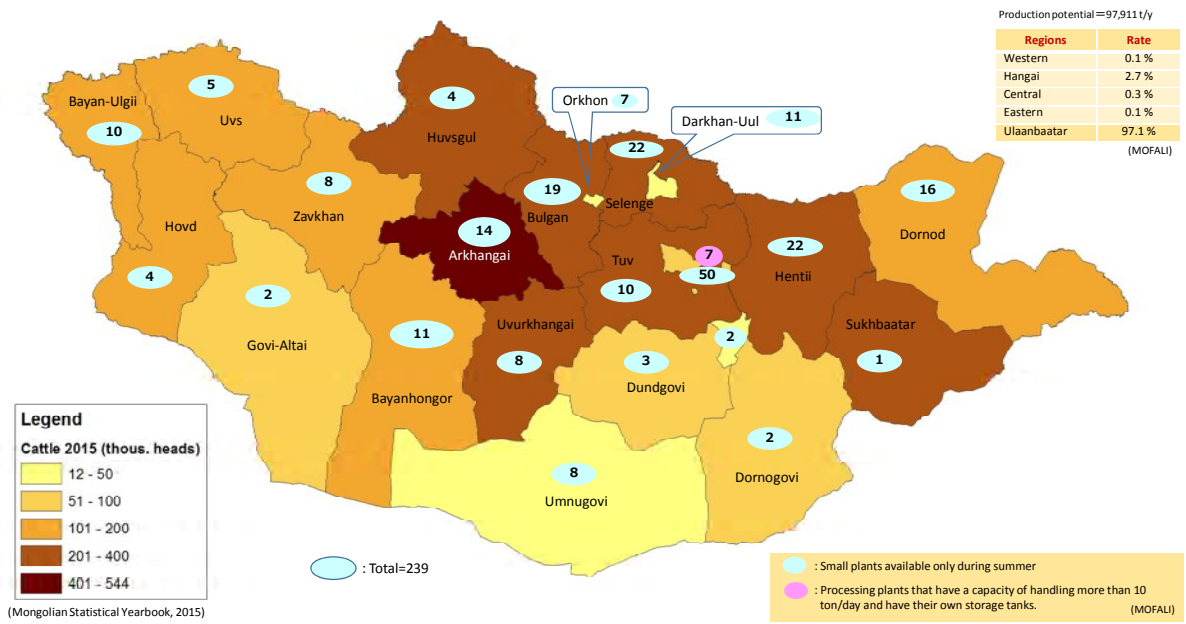 Production potential＝97,911 t/y
Regions Rate
Western 0.1 %
Hangai 2.7 %
Central 0.3 %
Eastern 0.1 %
Ulaanbaatar 97.1 %
(MOFALI)
Bayan-Ulgii
10
5
Uvs
4
Huvsgul
Orkhon 7
Darkhan-Uul 11
22
Selenge
19
Bulgan
8
Zavkhan
Hovd
4
14
Arkhangai
Tuv
10
7
50
22
Hentii
16
Dornod
2
Govi-Altai
11
Bayanhongor
Uvurkhangai
8
3
Dundgovi
2
Sukhbaatar
1
2
Dornogovi
8
Umnugovi
Legend
Cattle 2015 (thous. heads)
12 - 50
51 - 100
101 - 200
201 - 400
401 - 544
(Mongolian Statistical Yearbook, 2015)
: Total=239
: Small plants available only during summer
: Processing plants that have a capacity of handling more than 10
ton/day and have their own storage tanks.
(MOFALI)